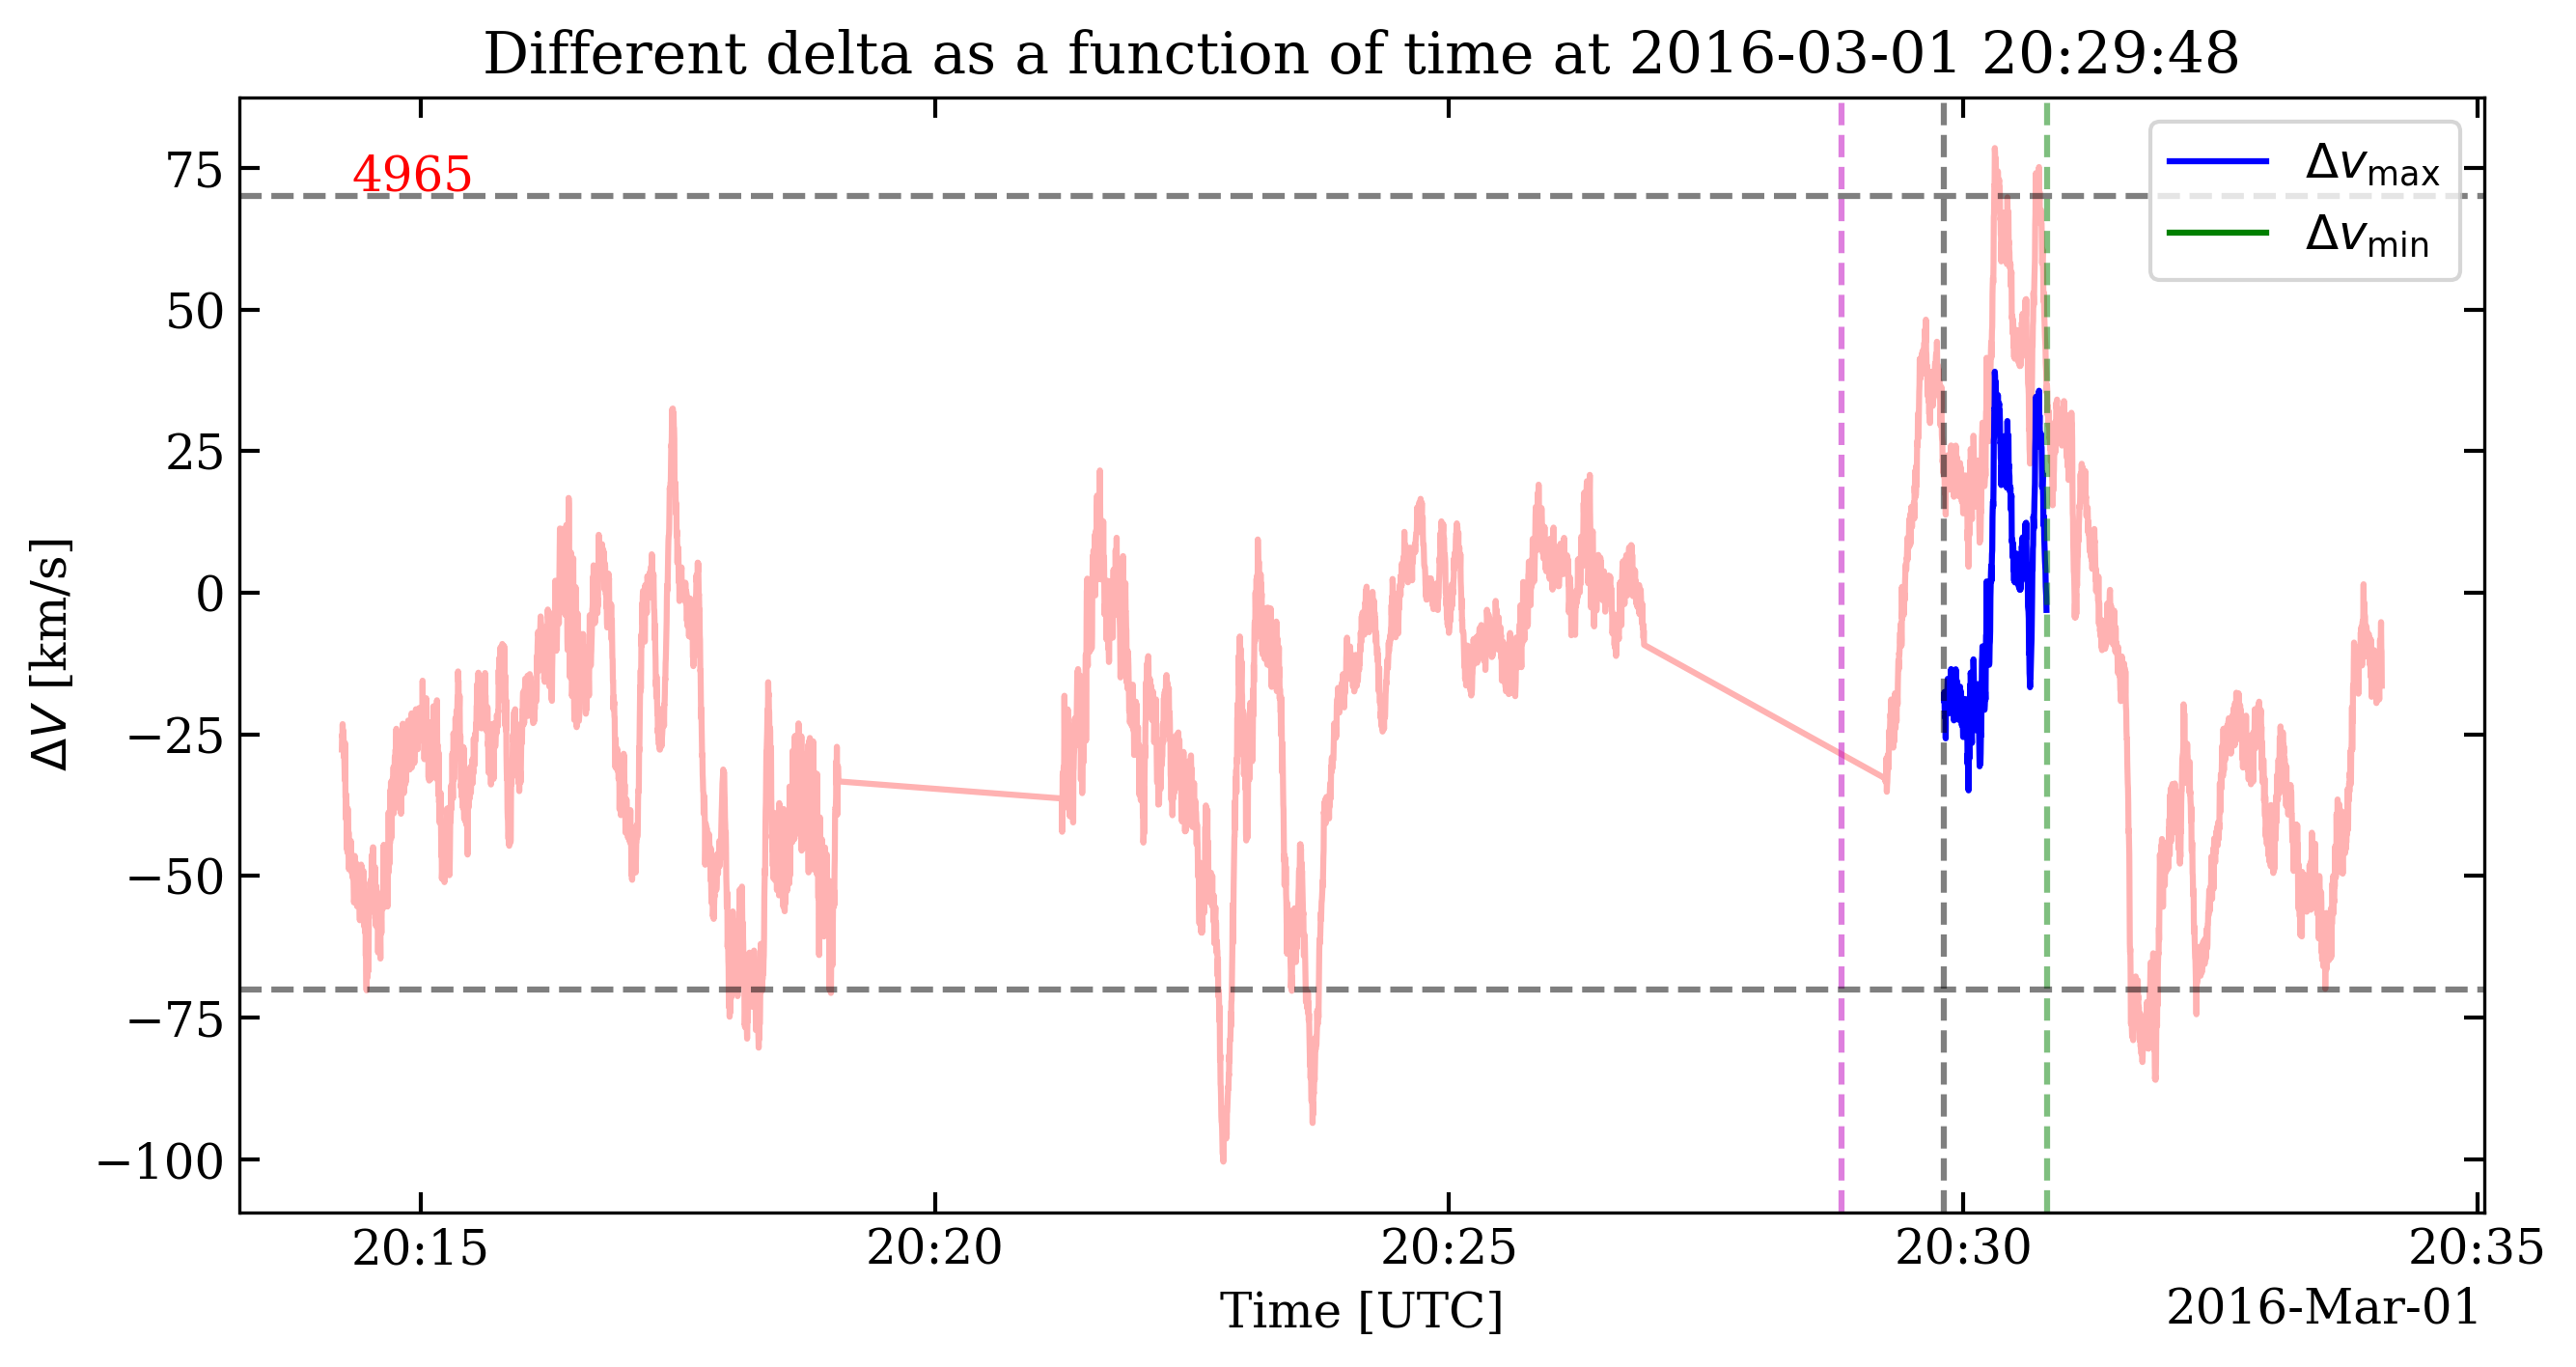 Different delta as a function of time at 2016-03-01 20:29:48
4965
Δv_max
Δv_min
75
50
25
0
−25
−50
−75
−100
ΔV [km/s]
20:15 20:20 20:25 20:30 20:35
Time [UTC]
2016-Mar-01